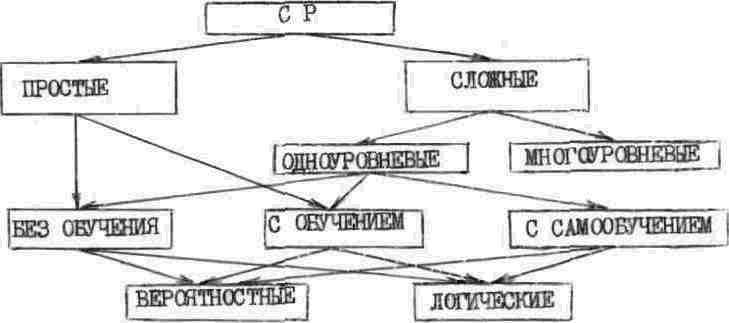 С Р
ПРОСТЫЕ
СЛОЖНЫЕ
ОДНОУРОВНЕВЫЕ
МНОГОУРОВНЕВЫЕ
БЕЗ ОБУЧЕНИЯ
С ОБУЧЕНИЕМ
С САМООБУЧЕНИЕМ
ВЕРОЯТНОСТНЫЕ
ЛОГИЧЕСКИЕ